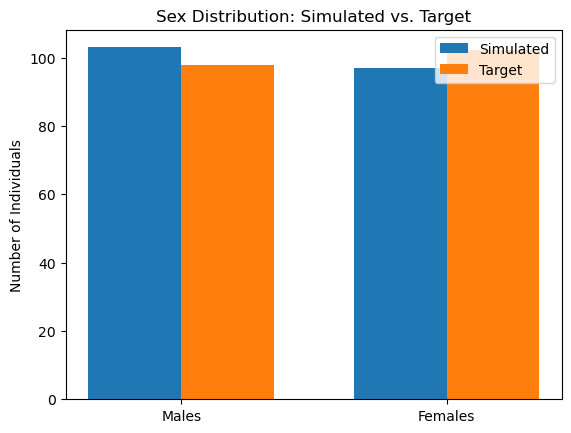 Sex Distribution: Simulated vs. Target
Simulated
Target
Number of Individuals
100
80
60
40
20
0
Males
Females